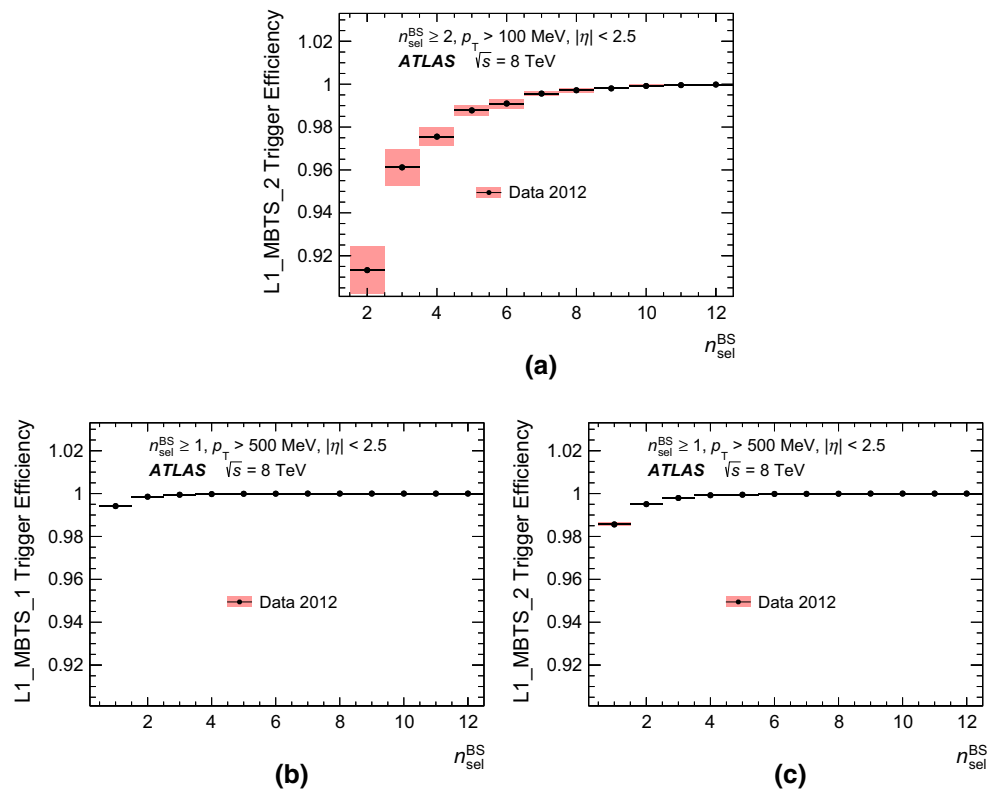 L1_MBTS_2 Trigger Efficiency
1.02
1
0.98
0.96
0.94
0.92
n_sel^BS ≥ 2, p_T > 100 MeV, |η| < 2.5
ATLAS √s = 8 TeV
Data 2012
2 4 6 8 10 12
n_sel^BS
(a)
L1_MBTS_1 Trigger Efficiency
1.02
1
0.98
0.96
0.94
0.92
n_sel^BS ≥ 1, p_T > 500 MeV, |η| < 2.5
ATLAS √s = 8 TeV
Data 2012
2 4 6 8 10 12
n_sel^BS
(b)
L1_MBTS_2 Trigger Efficiency
1.02
1
0.98
0.96
0.94
0.92
n_sel^BS ≥ 1, p_T > 500 MeV, |η| < 2.5
ATLAS √s = 8 TeV
Data 2012
2 4 6 8 10 12
n_sel^BS
(c)